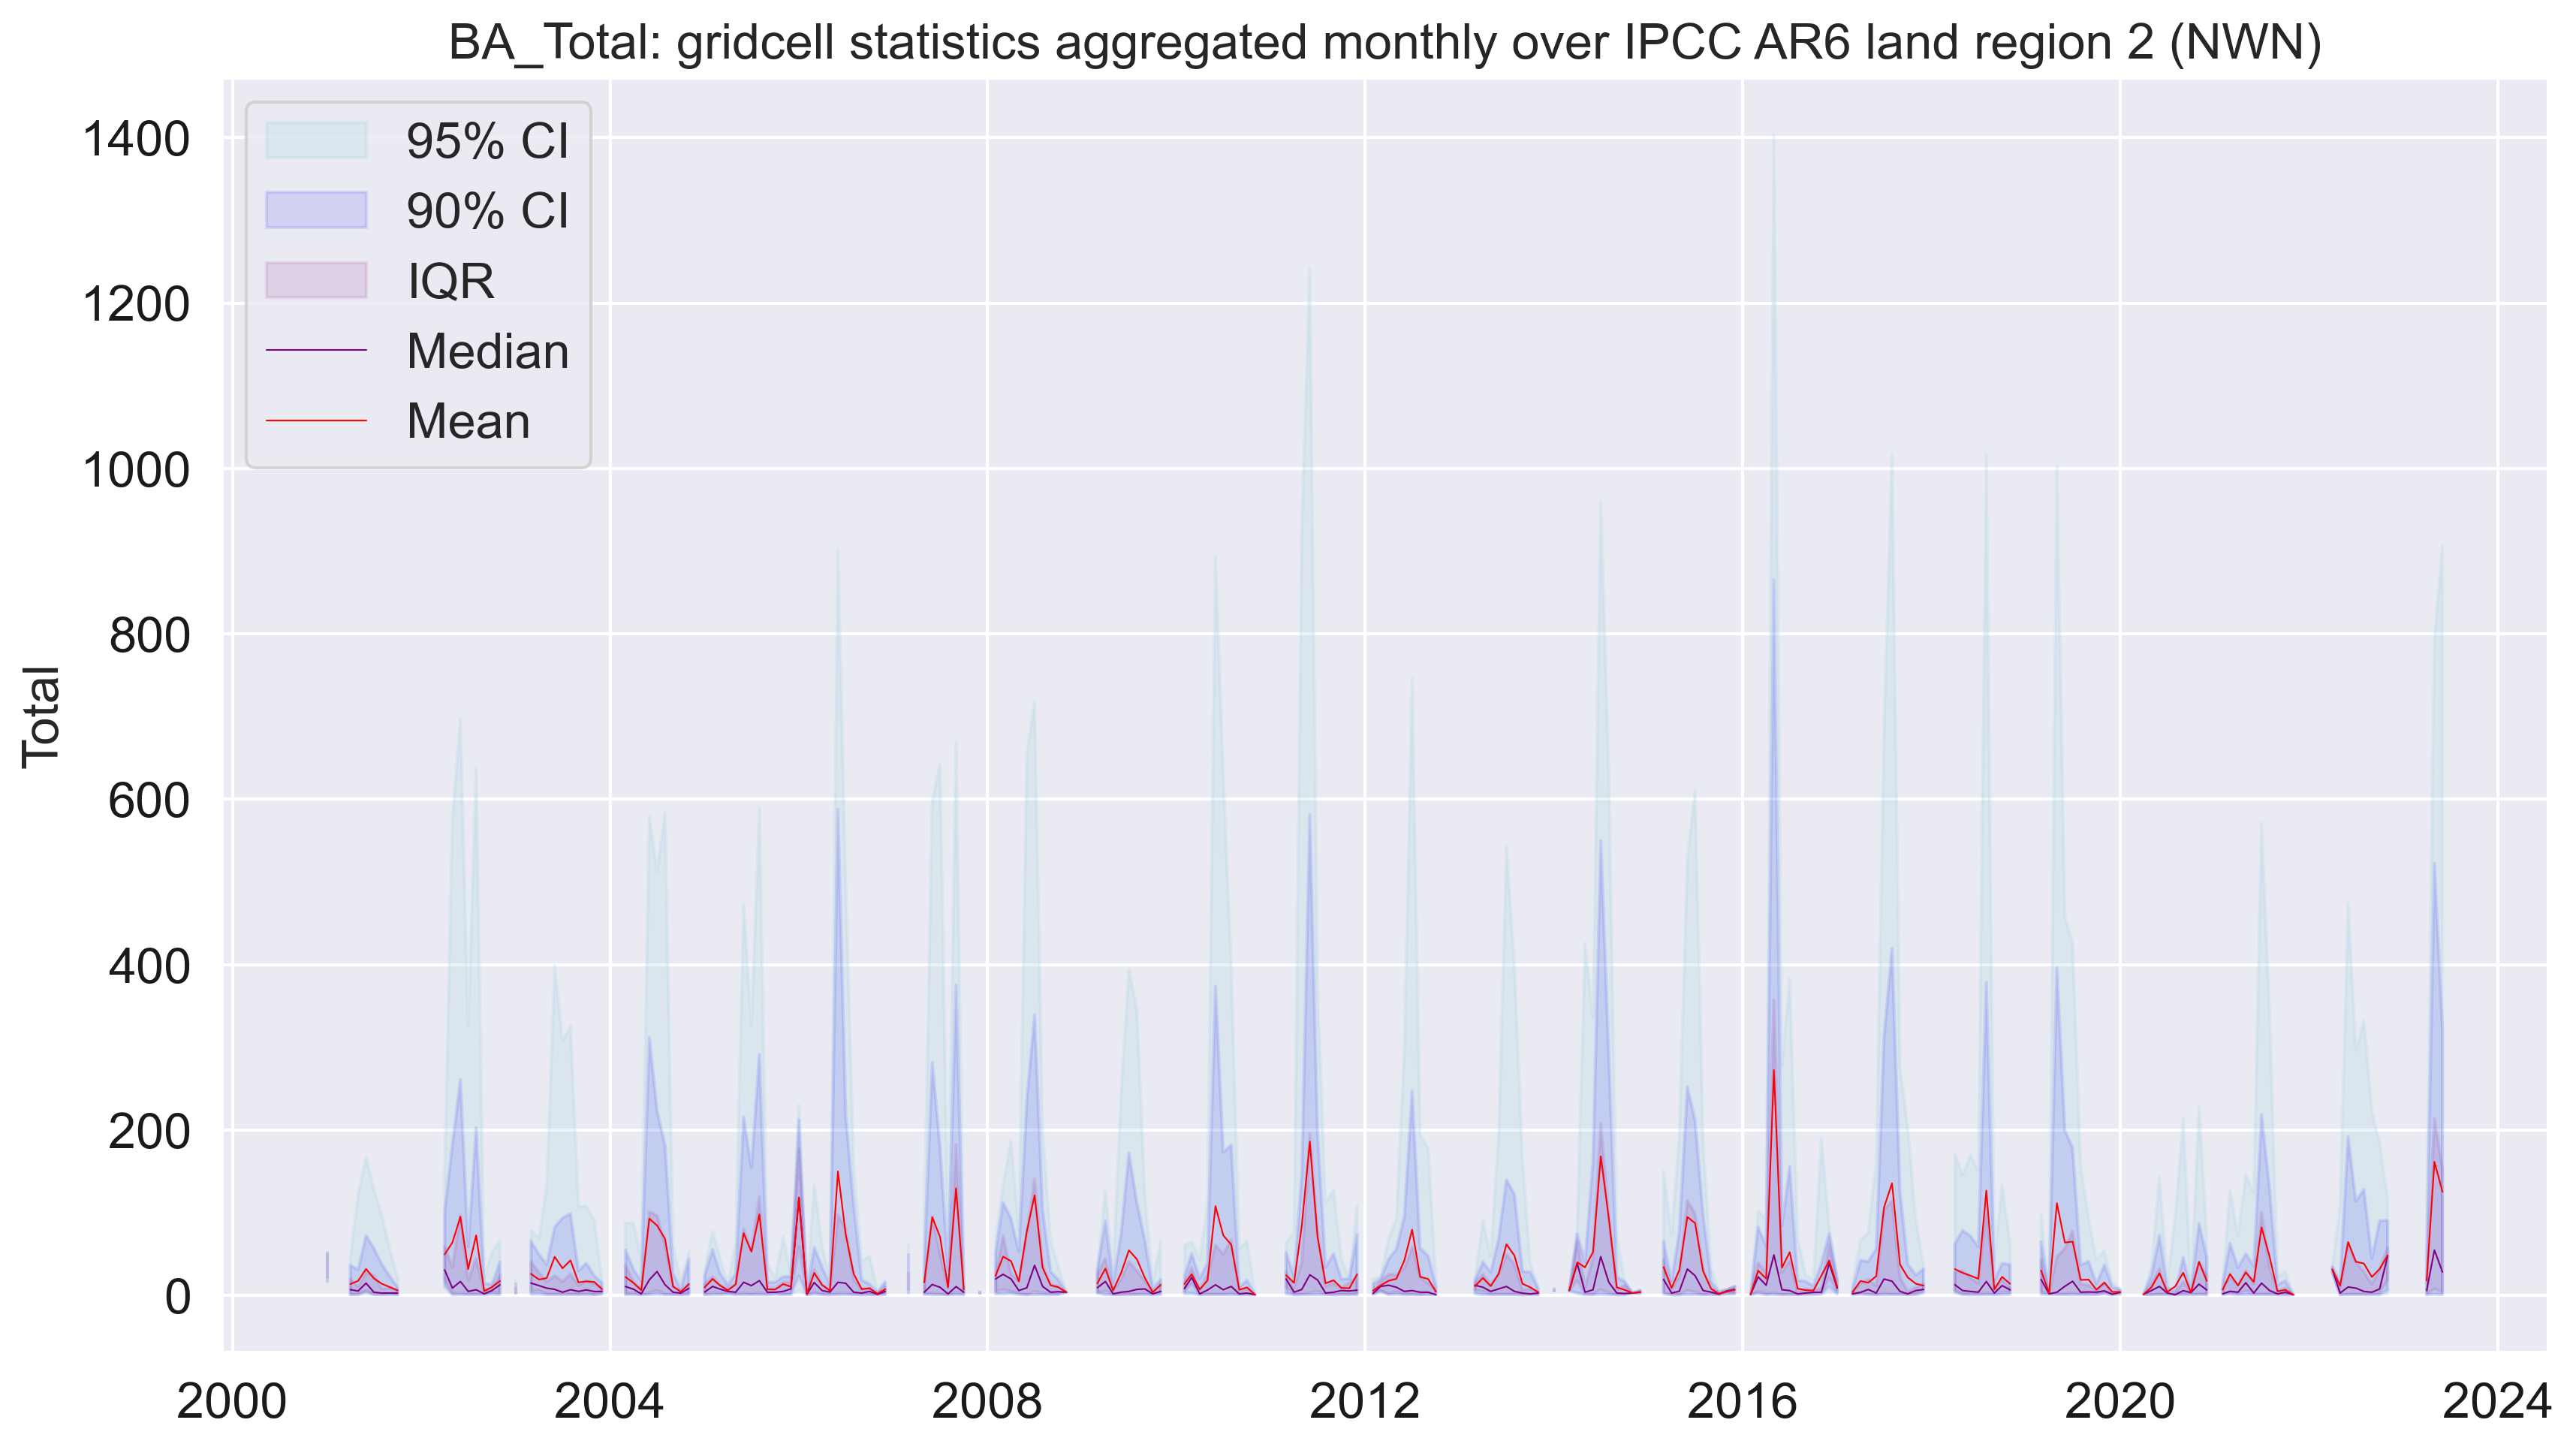 BA_Total: gridcell statistics aggregated monthly over IPCC AR6 land region 2 (NWN)
95% CI
90% CI
IQR
Median
Mean
Total
1400
1200
1000
800
600
400
200
0
2000 2004 2008 2012 2016 2020 2024